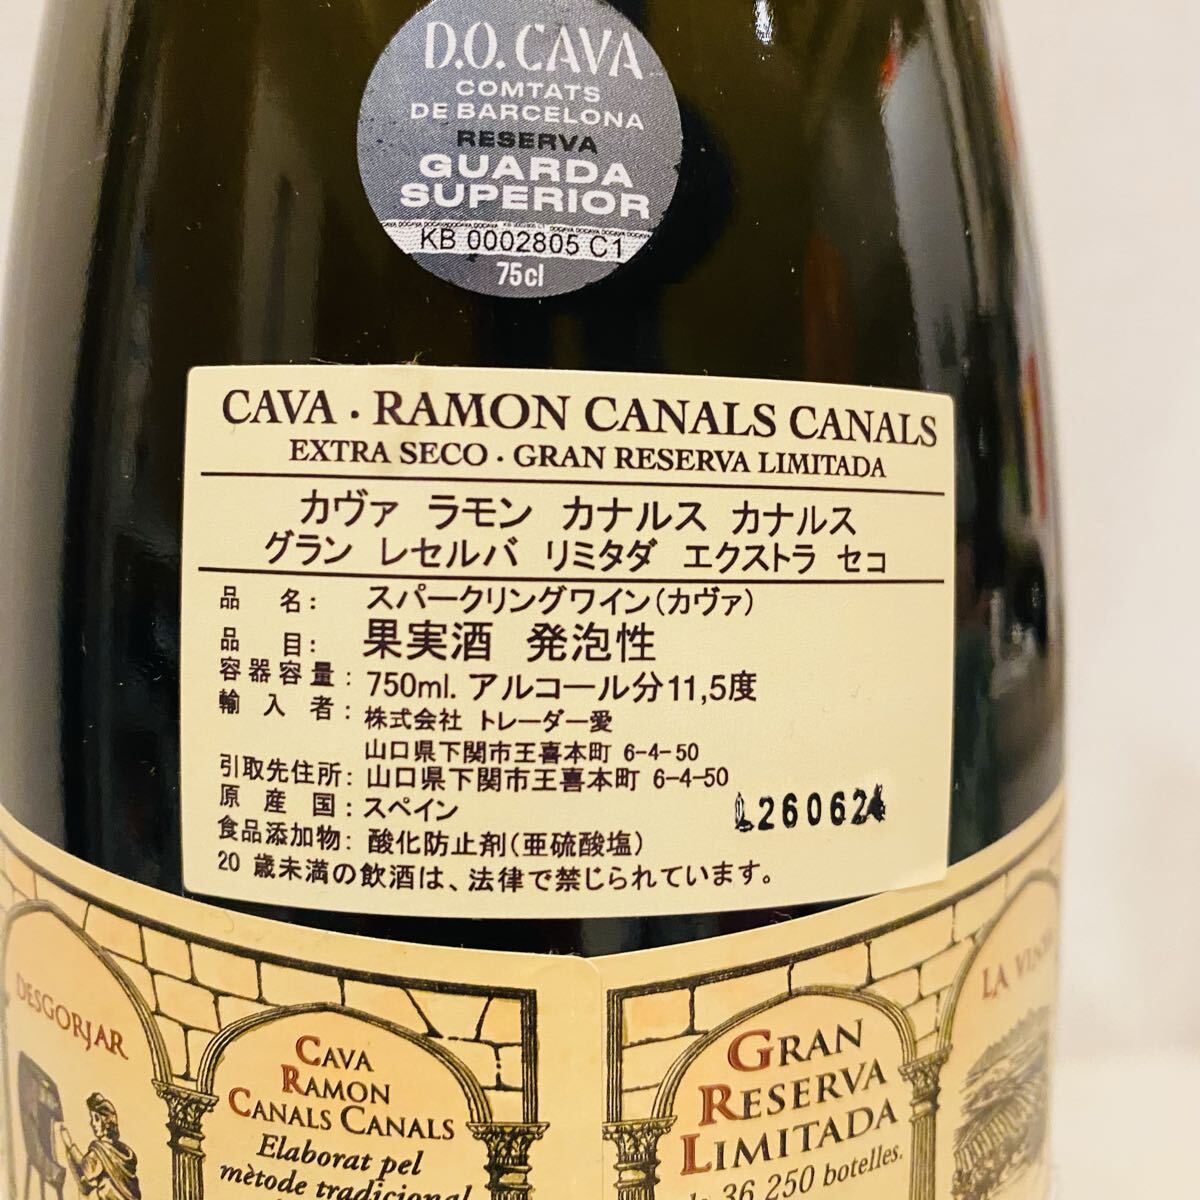 D.O. CAVA
COMTATS
DE BARCELONA
RESERVA
GUARDA
SUPERIOR
KB 0002805 C1
75cl
CAVA · RAMON CANALS CANALS
EXTRA SECO · GRAN RESERVA LIMITADA
カヴァ ラモン カナルス カナルス
グラン レセルバ リミタダ エクストラ セコ
品 名: スパークリングワイン(カヴァ)
品 目: 果実酒 発泡性
容器容量: 750ml. アルコール分11,5度
輸 入 者: 株式会社 トレーダー愛
山口県下関市王喜本町 6-4-50
引取先住所: 山口県下関市王喜本町 6-4-50
原 産 国: スペイン
L260624
食品添加物: 酸化防止剤(亜硫酸塩)
20 歳未満の飲酒は、法律で禁じられています。
DESGORJAR
CAVA
RAMON
CANALS CANALS
Elaborat pel
mètode tradicional
GRAN
RESERVA
LIMITADA
de 36.250 botelles.
LA